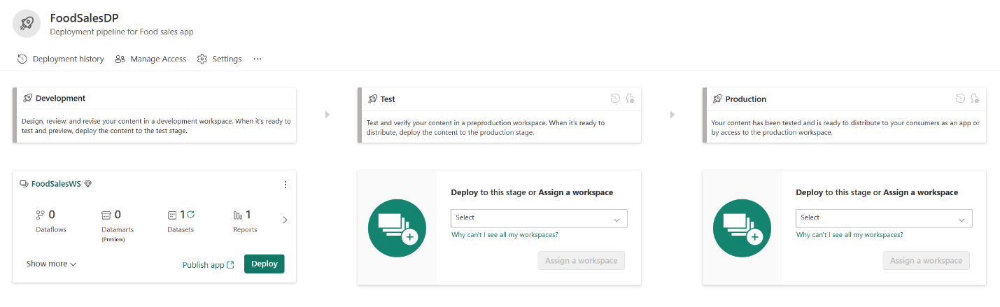 FoodSalesDP
Deployment pipeline for Food sales app
Deployment history Manage Access Settings ...
Development
Design, review, and revise your content in a development workspace. When it's ready to
test and preview, deploy the content to the test stage.
Test
Test and verify your content in a preproduction workspace. When it's ready to
distribute, deploy the content to the production stage.
Production
Your content has been tested and is ready to distribute to your consumers as an app or
by access to the production workspace.
FoodSalesWS
0
Dataflows
0
Datamarts
(Preview)
1
Datasets
1
Reports
Show more
Publish app
Deploy
Deploy to this stage or Assign a workspace
Select
Why can't I see all my workspaces?
Assign a workspace
Deploy to this stage or Assign a workspace
Select
Why can't I see all my workspaces?
Assign a workspace